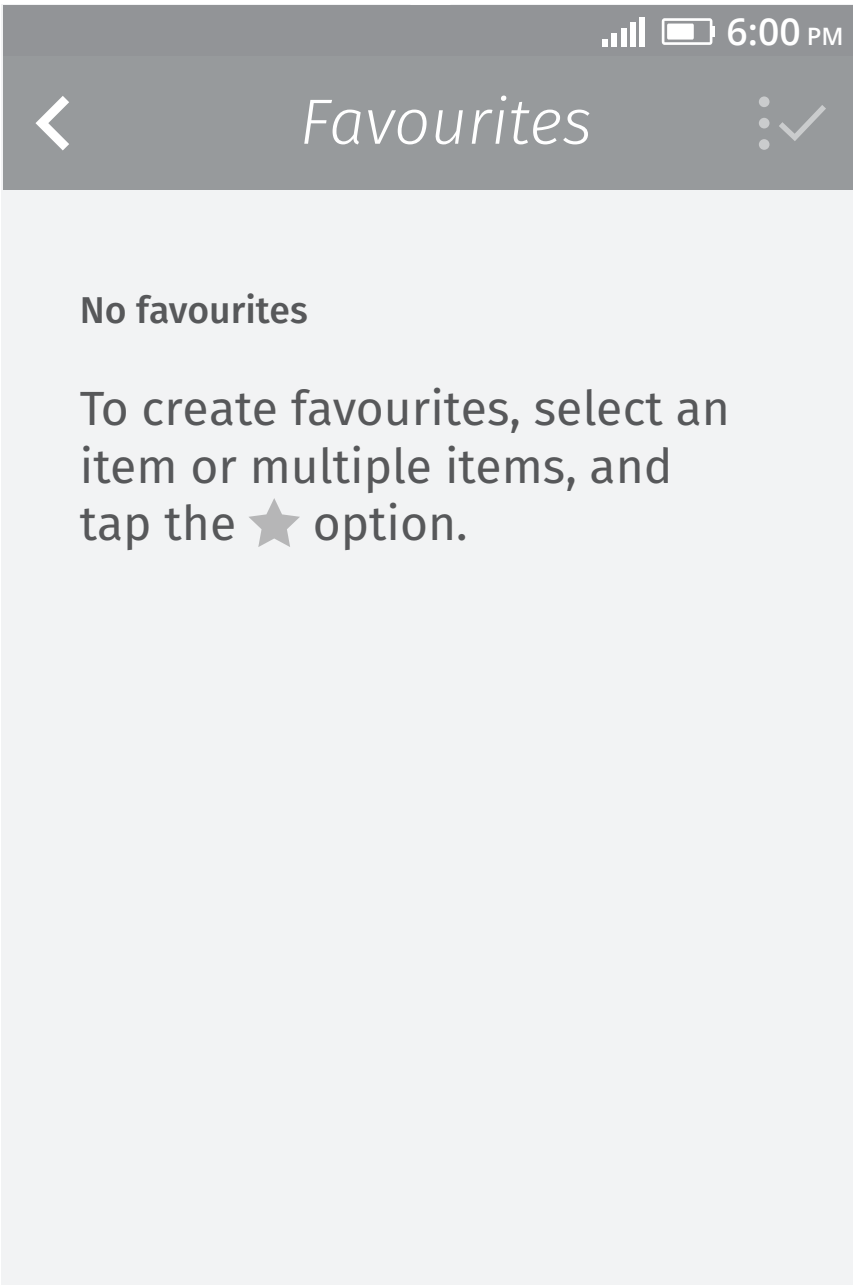 6:00 PM
Favourites
No favourites
To create favourites, select an
item or multiple items, and
tap the ★ option.